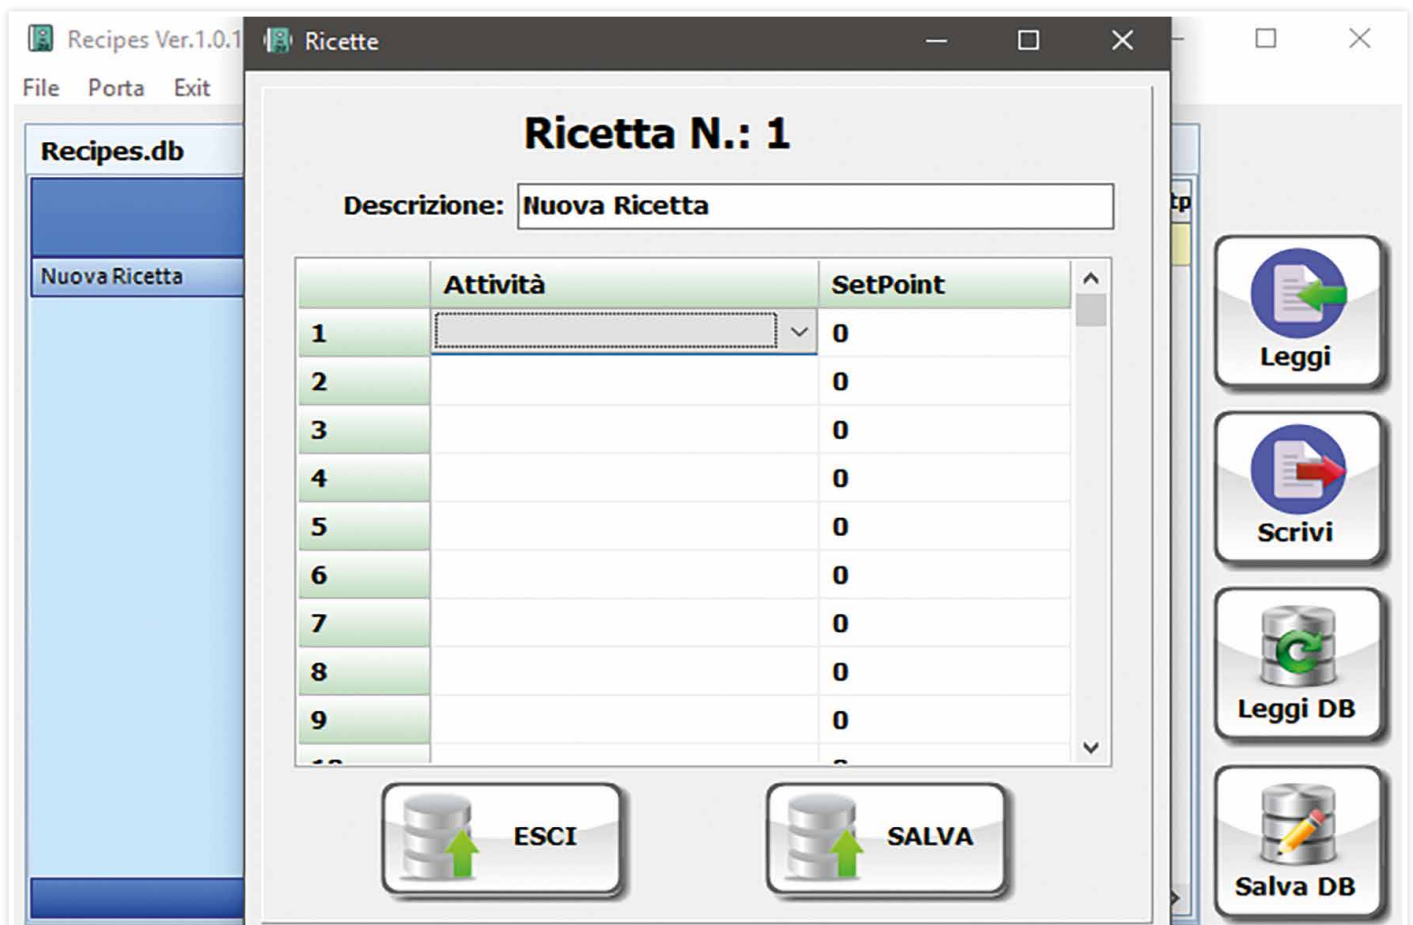 Recipes Ver.1.0.1
Ricette
File Porta Exit
Recipes.db
Nuova Ricetta
Ricetta N.: 1
Descrizione: Nuova Ricetta
Attività SetPoint
1 0
2 0
3 0
4 0
5 0
6 0
7 0
8 0
9 0
ESCI
SALVA
tp
Leggi
Scrivi
Leggi DB
Salva DB